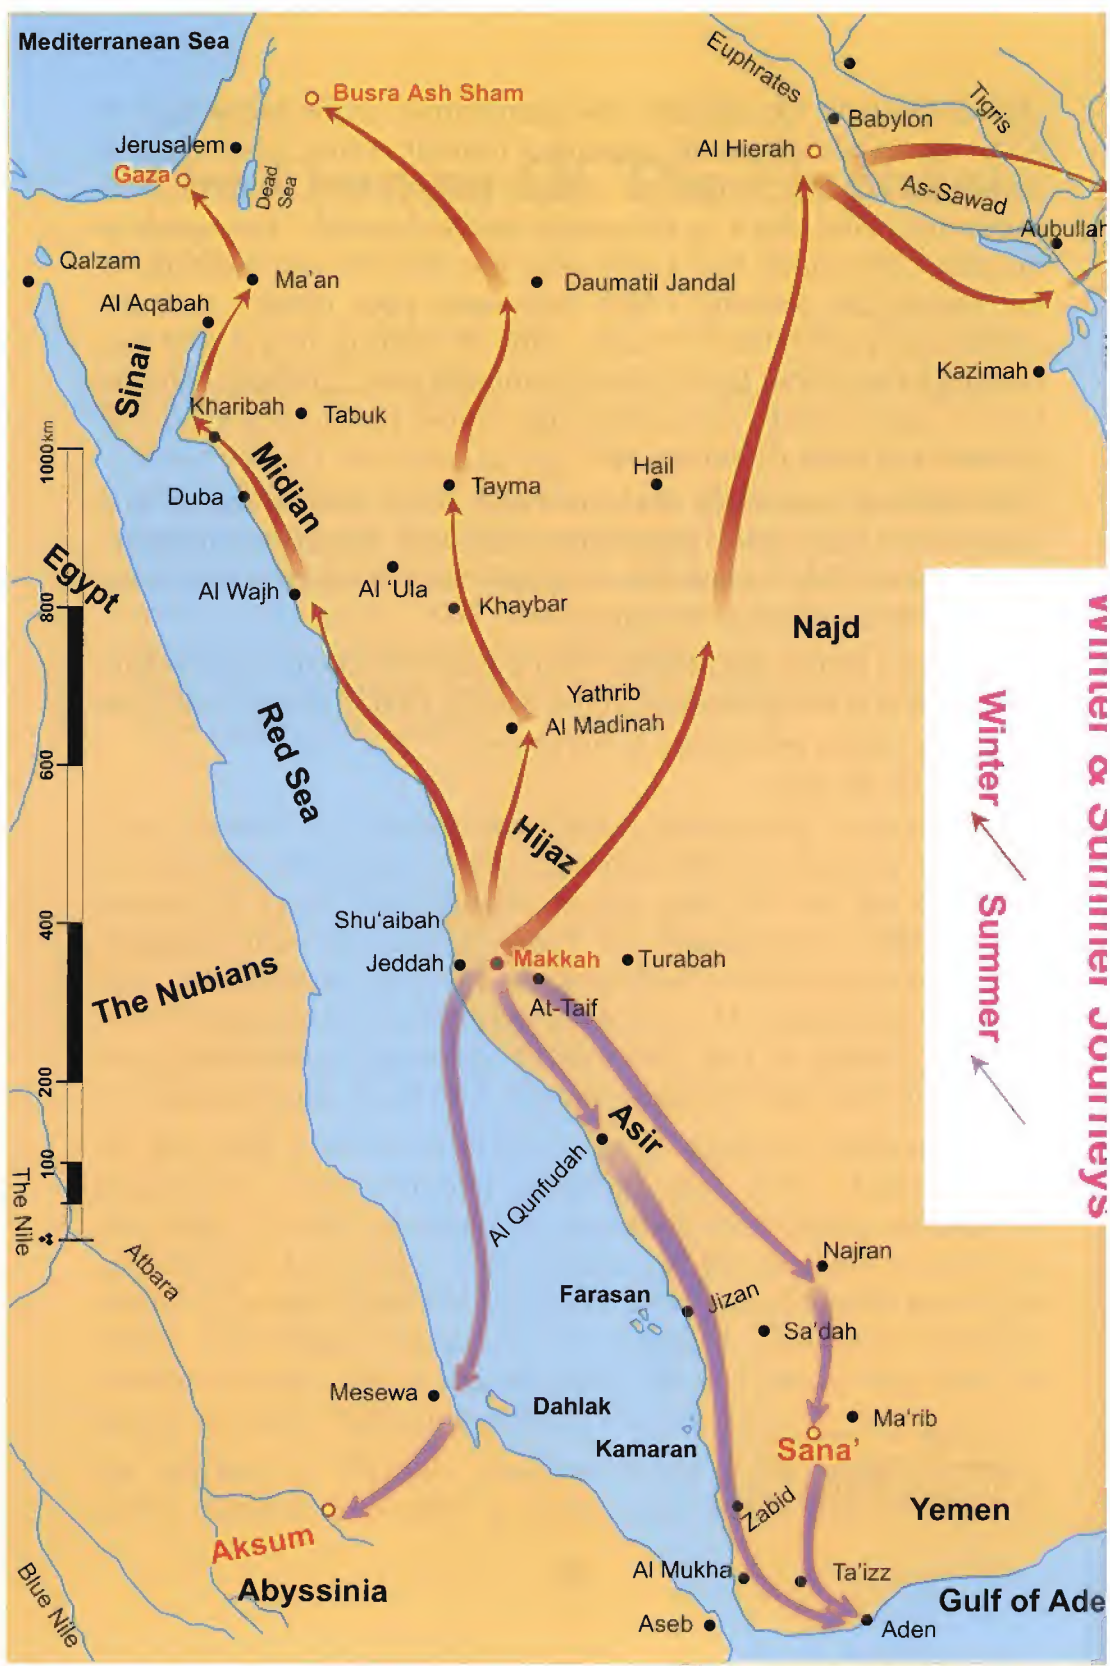 Mediterranean Sea
Euphrates
Tigris
Busra Ash Sham
Babylon
Jerusalem
Al Hierah
Gaza
Dead
Sea
As-Sawad
Aubullah
Qalzam
Ma'an
Daumatil Jandal
Al Aqabah
Sinai
Kazimah
Kharibah
Tabuk
1000 km
Midian
Hail
Tayma
Duba
Egypt
Al Wajh
Al 'Ula
Khaybar
800
Najd
Winter & Summer Journeys
Winter
Summer
Yathrib
Al Madinah
Red Sea
600
Hijaz
Shu'aibah
400
Jeddah
Makkah
Turabah
The Nubians
At-Taif
200
Asir
100
Al Qunfudah
The Nile
Atbara
Najran
Farasan
Jizan
Sa'dah
Mesewa
Dahlak
Ma'rib
Kamaran
Sana'
Zabid
Yemen
Aksum
Al Mukha
Ta'izz
Abyssinia
Gulf of Ade
Blue Nile
Aseb
Aden